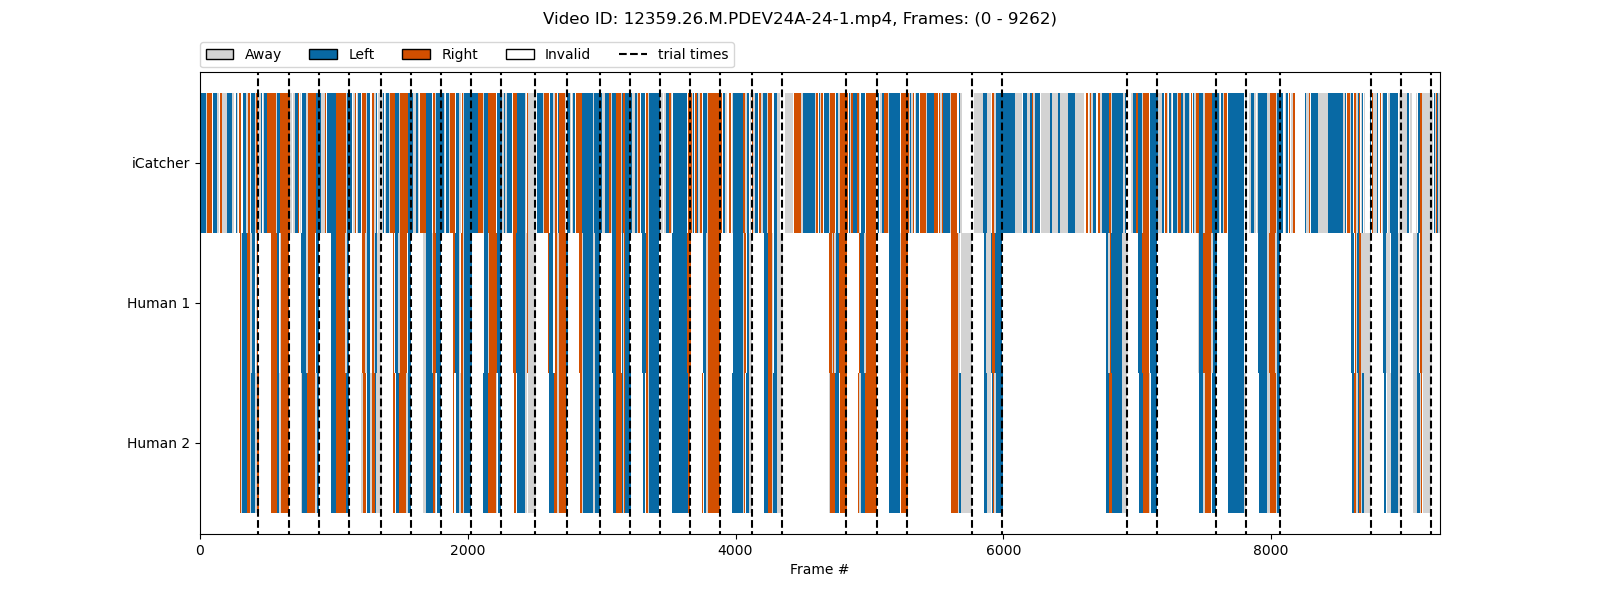 Video ID: 12359.26.M.PDEV24A-24-1.mp4, Frames: (0 - 9262)
Away Left Right Invalid trial times
iCatcher
Human 1
Human 2
0 2000 4000 6000 8000
Frame #